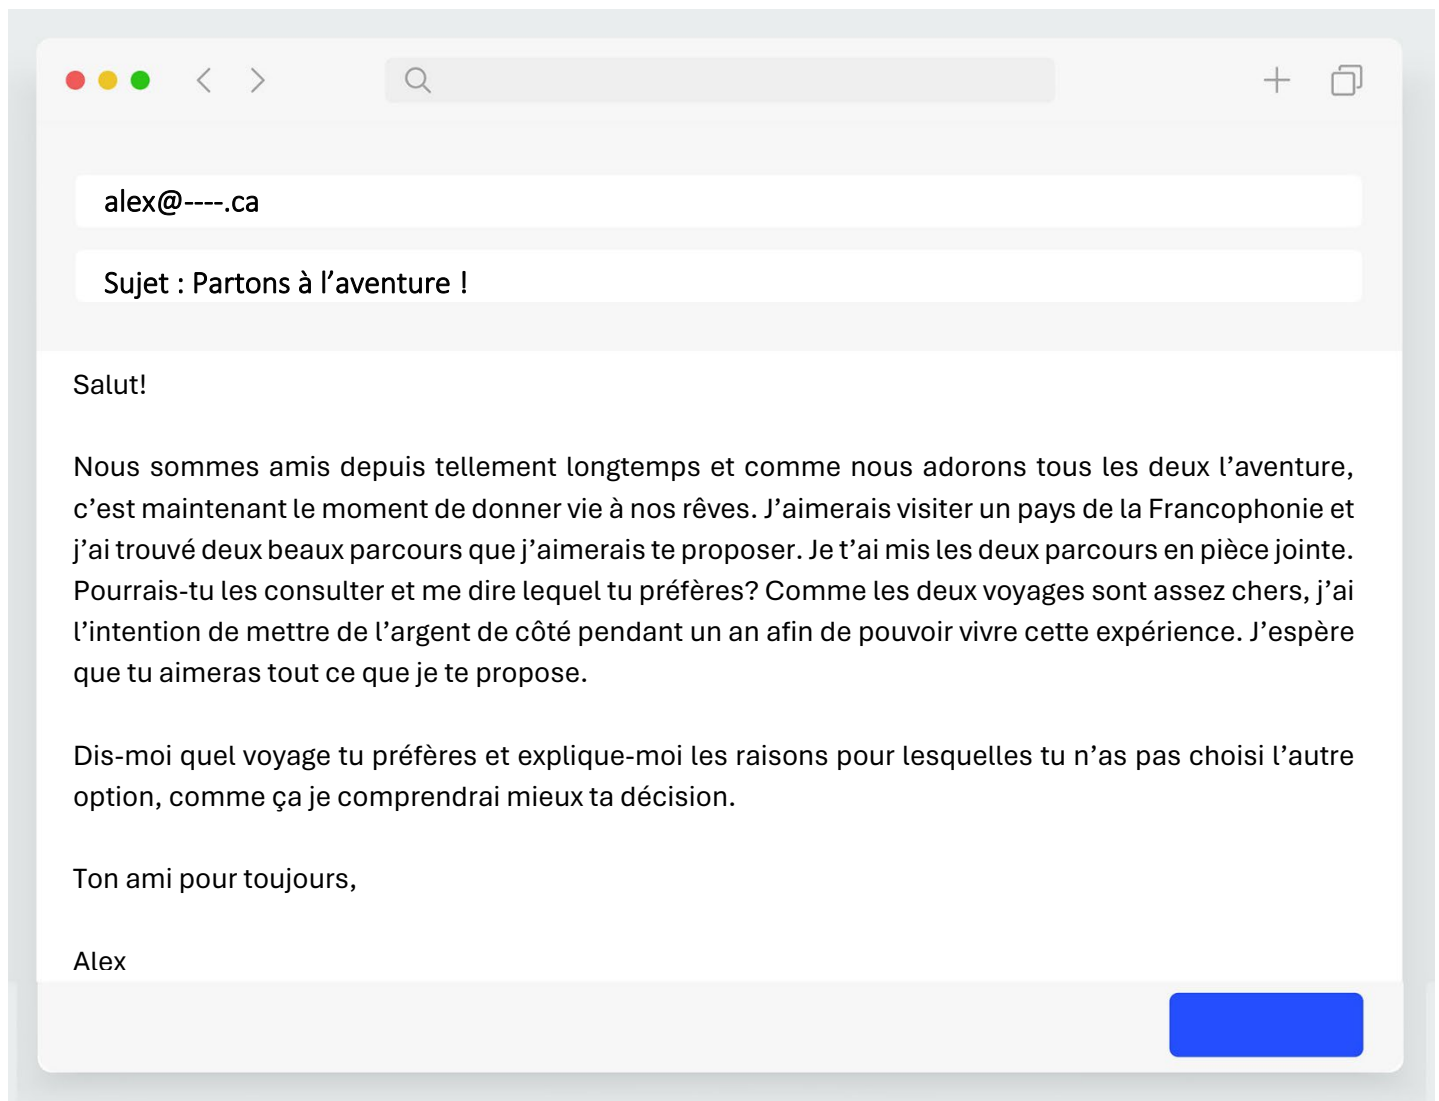 alex@----.ca
Sujet : Partons à l’aventure !
Salut!
Nous sommes amis depuis tellement longtemps et comme nous adorons tous les deux l’aventure,
c’est maintenant le moment de donner vie à nos rêves. J’aimerais visiter un pays de la Francophonie et
j’ai trouvé deux beaux parcours que j’aimerais te proposer. Je t’ai mis les deux parcours en pièce jointe.
Pourrais-tu les consulter et me dire lequel tu préfères? Comme les deux voyages sont assez chers, j’ai
l’intention de mettre de l’argent de côté pendant un an afin de pouvoir vivre cette expérience. J’espère
que tu aimeras tout ce que je te propose.
Dis-moi quel voyage tu préfères et explique-moi les raisons pour lesquelles tu n’as pas choisi l’autre
option, comme ça je comprendrai mieux ta décision.
Ton ami pour toujours,
Alex